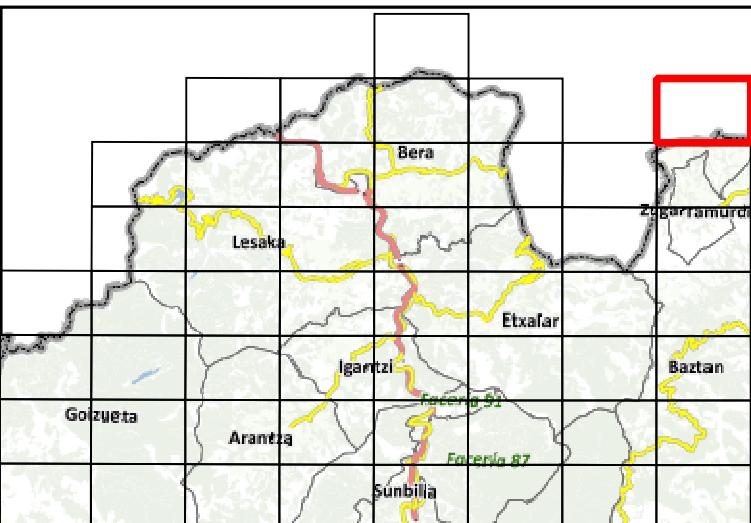 Bera
Zugarramurdi
Lesaka
Etxalar
Igantzi
Baztan
Facería 91
Goizueta
Arantza
Facería 87
Sunbilla